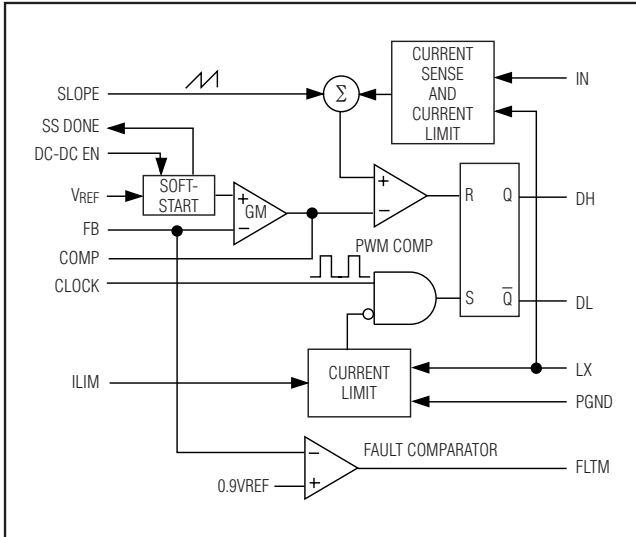 CURRENT
SENSE
AND
CURRENT
LIMIT
IN
SLOPE
Σ
SS DONE
DC-DC EN
VREF
SOFT-
START
+
GM
−
+
−
R
Q
DH
FB
COMP
PWM COMP
CLOCK
S
Q̅
DL
ILIM
CURRENT
LIMIT
LX
PGND
FAULT COMPARATOR
−
+
0.9VREF
FLTM